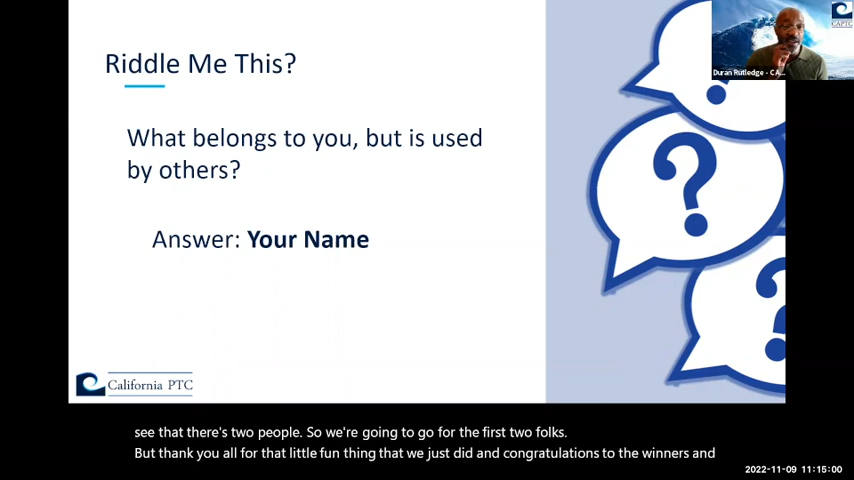 Riddle Me This?
What belongs to you, but is used
by others?
Answer: Your Name
California PTC
Duran Rutledge - CA...
CAPTC
see that there's two people. So we're going to go for the first two folks.
But thank you all for that little fun thing that we just did and congratulations to the winners and
2022-11-09 11:15:00